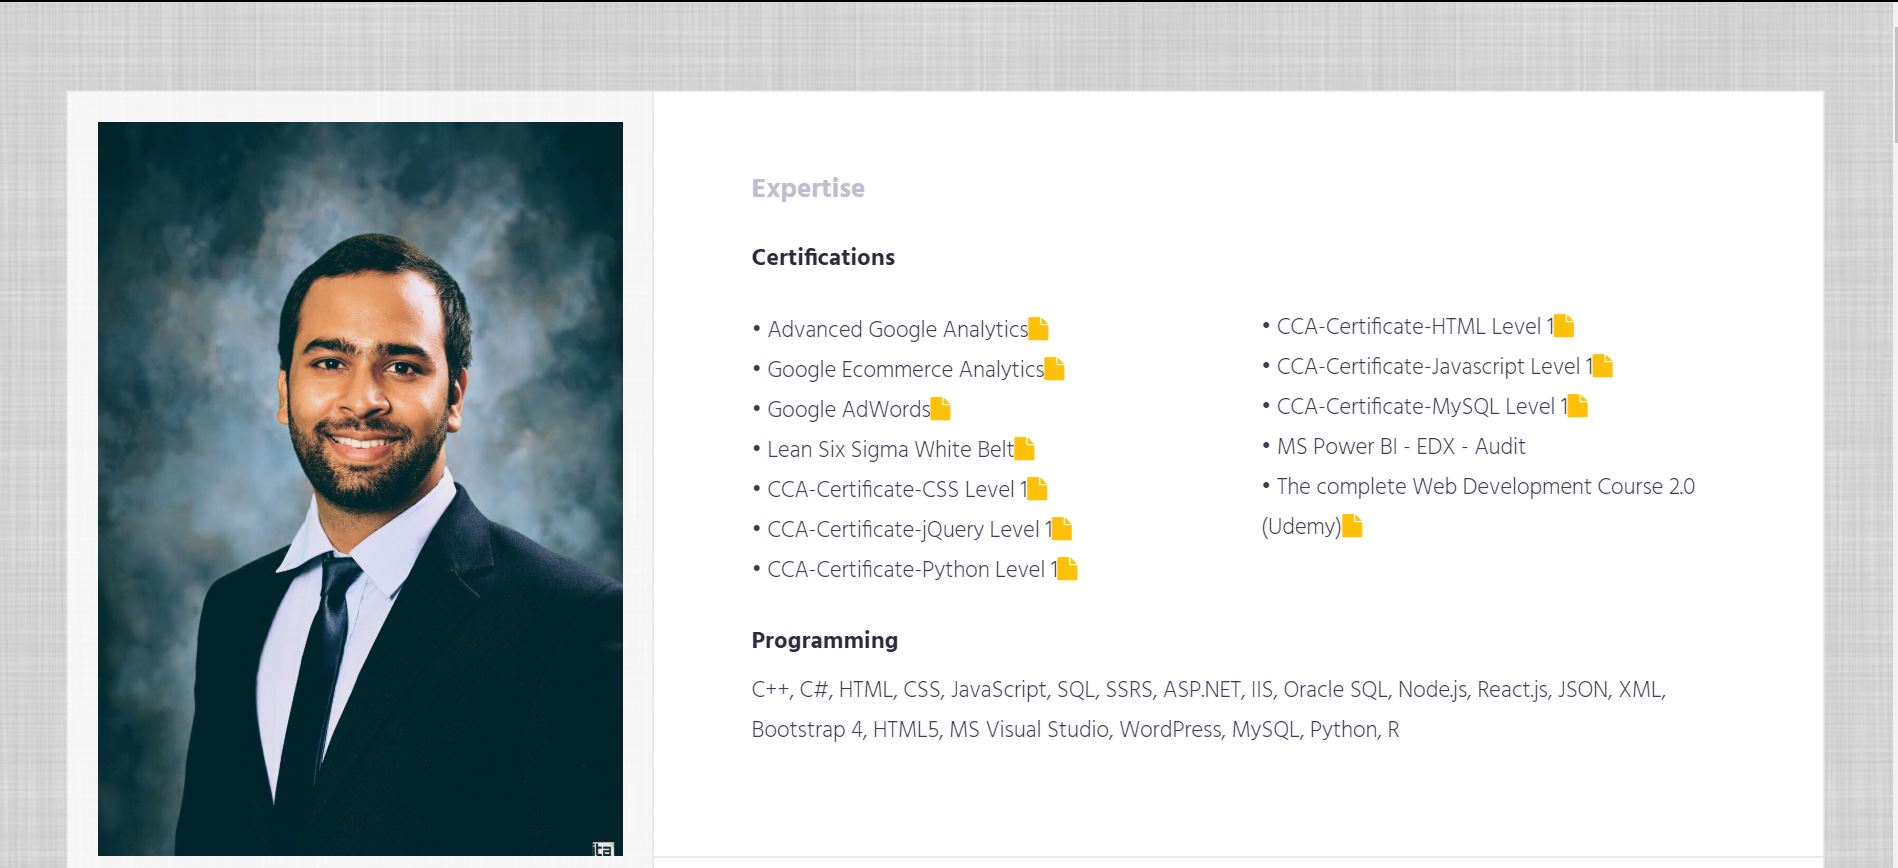 Expertise
Certifications
• Advanced Google Analytics
• Google Ecommerce Analytics
• Google AdWords
• Lean Six Sigma White Belt
• CCA-Certificate-CSS Level 1
• CCA-Certificate-jQuery Level 1
• CCA-Certificate-Python Level 1
• CCA-Certificate-HTML Level 1
• CCA-Certificate-Javascript Level 1
• CCA-Certificate-MySQL Level 1
• MS Power BI - EDX - Audit
• The complete Web Development Course 2.0
(Udemy)
Programming
C++, C#, HTML, CSS, JavaScript, SQL, SSRS, ASP.NET, IIS, Oracle SQL, Node.js, React.js, JSON, XML,
Bootstrap 4, HTML5, MS Visual Studio, WordPress, MySQL, Python, R